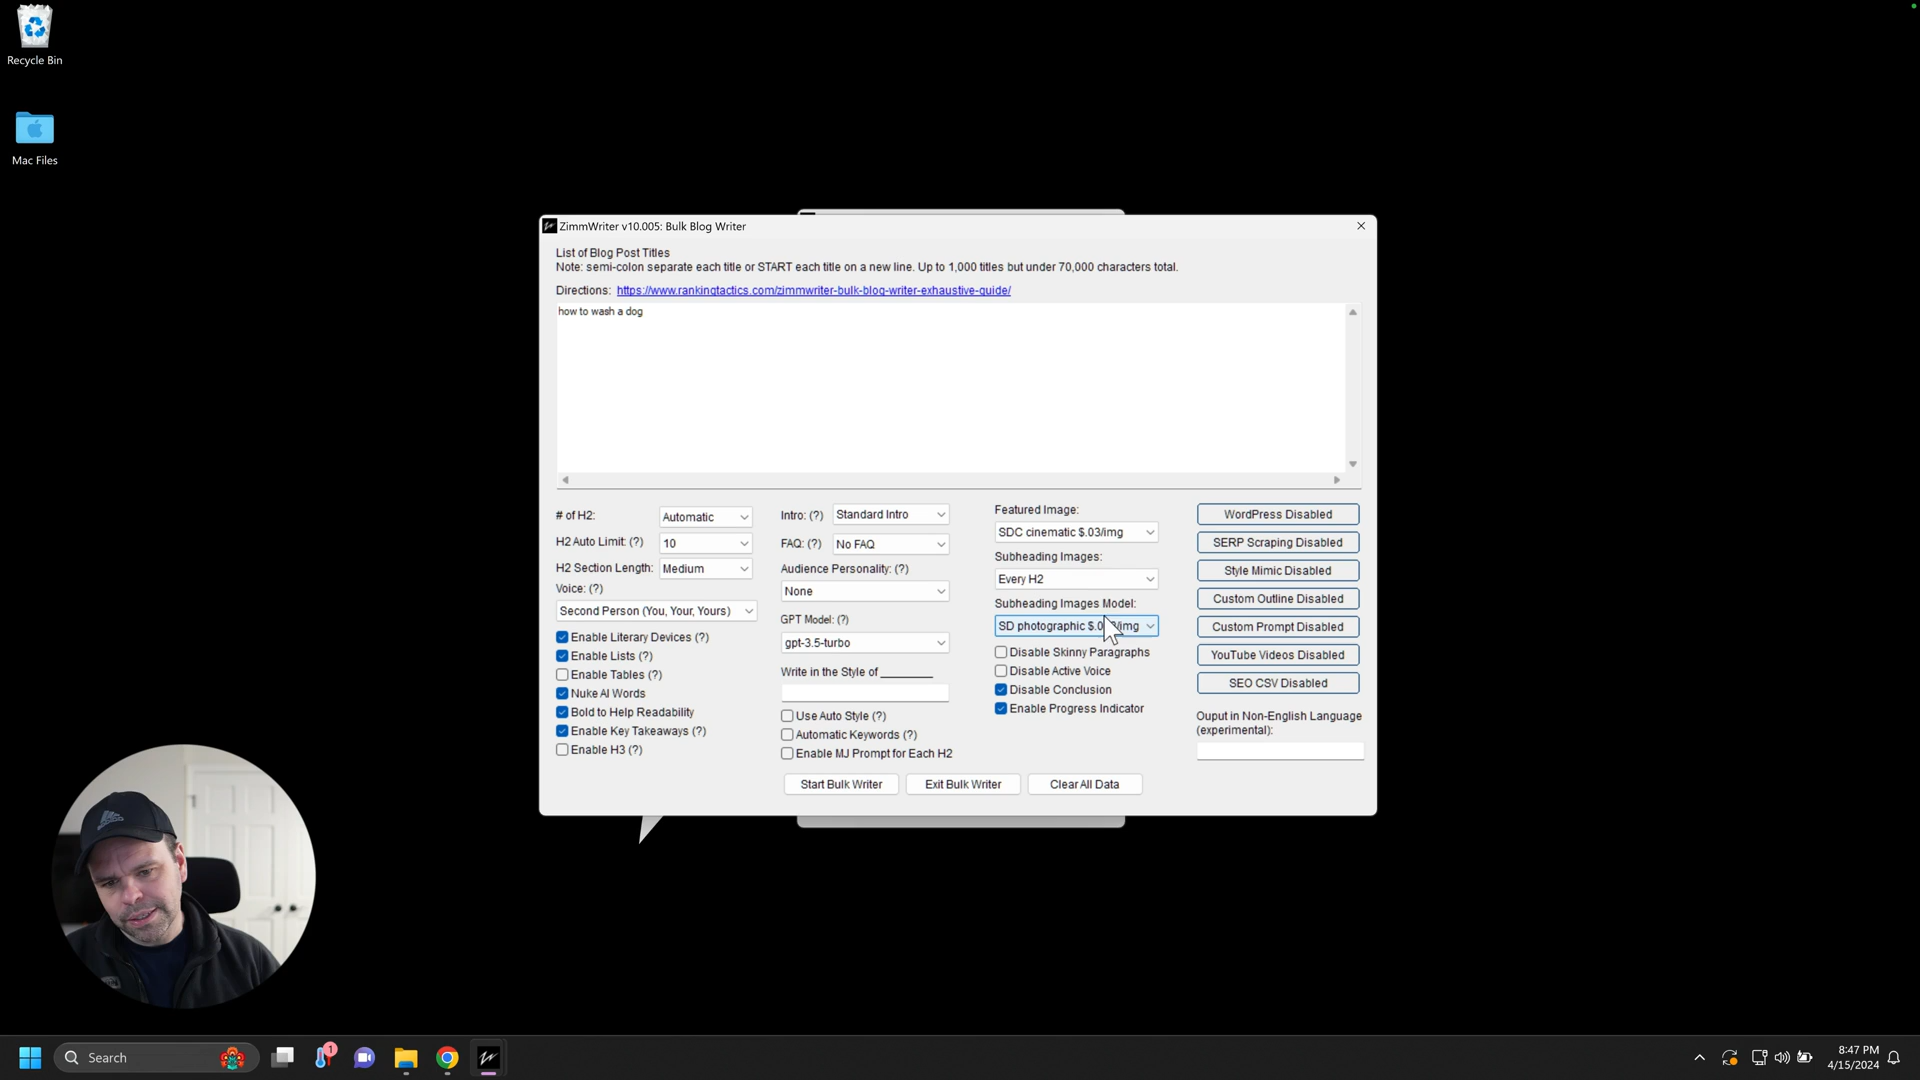 Recycle Bin
Mac Files
ZimmWriter v10.005: Bulk Blog Writer
List of Blog Post Titles
Note: semi-colon separate each title or START each title on a new line. Up to 1,000 titles but under 70,000 characters total.
Directions: https://www.rankingtactics.com/zimmwriter-bulk-blog-writer-exhaustive-guide/
how to wash a dog
# of H2: Automatic
H2 Auto Limit: (?) 10
H2 Section Length: Medium
Voice: (?)
Second Person (You, Your, Yours)
Enable Literary Devices (?)
Enable Lists (?)
Enable Tables (?)
Nuke AI Words
Bold to Help Readability
Enable Key Takeaways (?)
Enable H3 (?)
Intro: (?) Standard Intro
FAQ: (?) No FAQ
Audience Personality: (?)
None
GPT Model: (?)
gpt-3.5-turbo
Write in the Style of ________
Use Auto Style (?)
Automatic Keywords (?)
Enable MJ Prompt for Each H2
Featured Image:
SDC cinematic $.03/img
Subheading Images:
Every H2
Subheading Images Model:
SD photographic
Disable Skinny Paragraphs
Disable Active Voice
Disable Conclusion
Enable Progress Indicator
WordPress Disabled
SERP Scraping Disabled
Style Mimic Disabled
Custom Outline Disabled
Custom Prompt Disabled
YouTube Videos Disabled
SEO CSV Disabled
Ouput in Non-English Language
(experimental):
Start Bulk Writer
Exit Bulk Writer
Clear All Data
Search
1
8:47 PM
4/15/2024